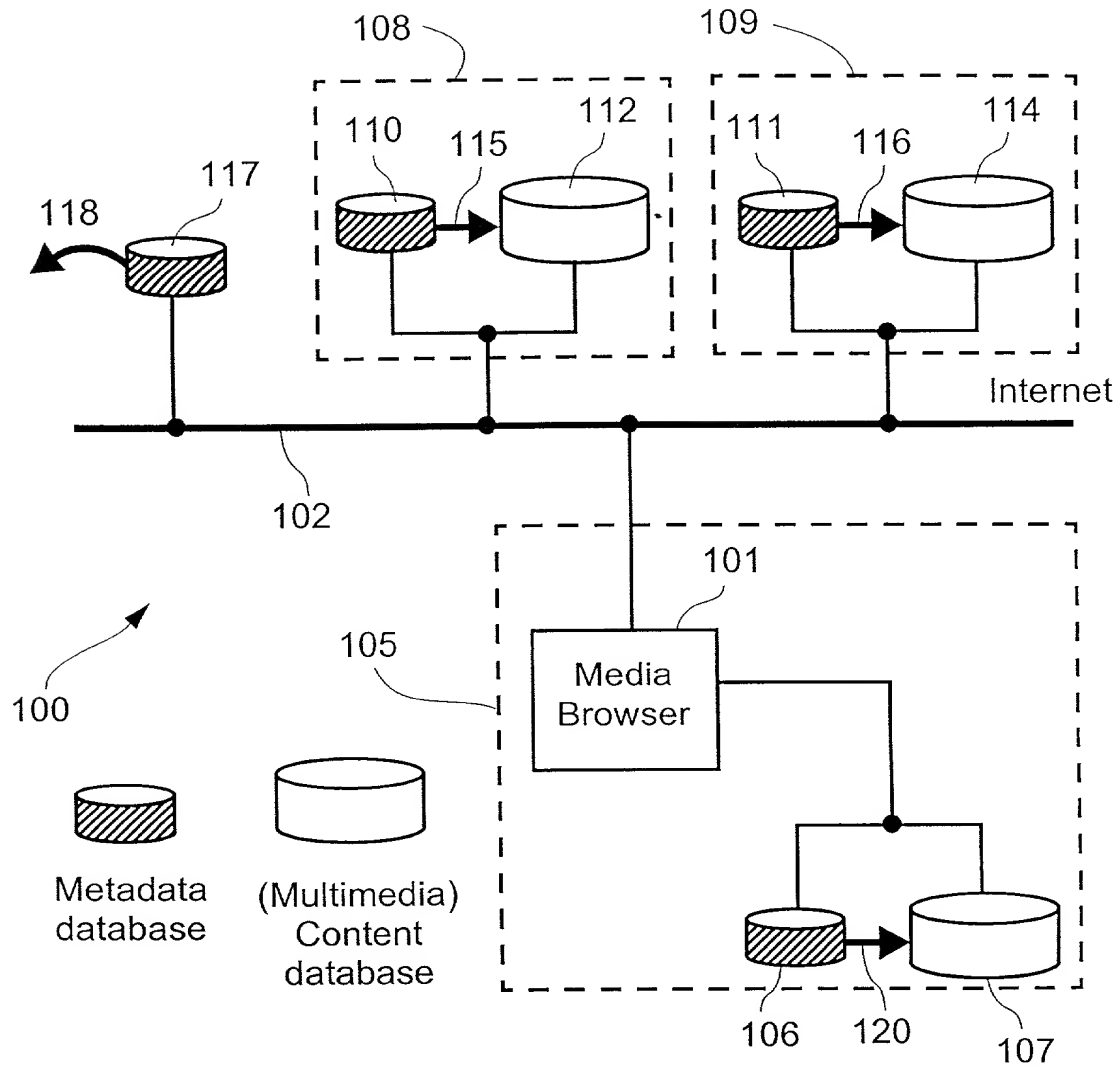 108
109
110
115
112
111
116
114
117
118
Internet
102
101
105
Media
Browser
100
Metadata
database
(Multimedia)
Content
database
106
120
107